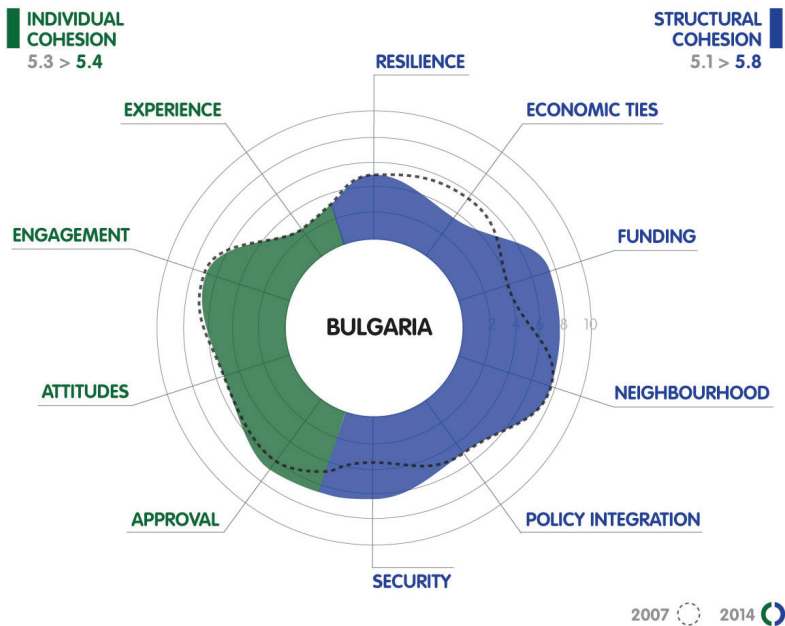 INDIVIDUAL
COHESION
5.3 > 5.4
STRUCTURAL
COHESION
5.1 > 5.8
RESILIENCE
EXPERIENCE
ECONOMIC TIES
ENGAGEMENT
FUNDING
BULGARIA
2 4 6 8 10
ATTITUDES
NEIGHBOURHOOD
APPROVAL
POLICY INTEGRATION
SECURITY
2007 2014